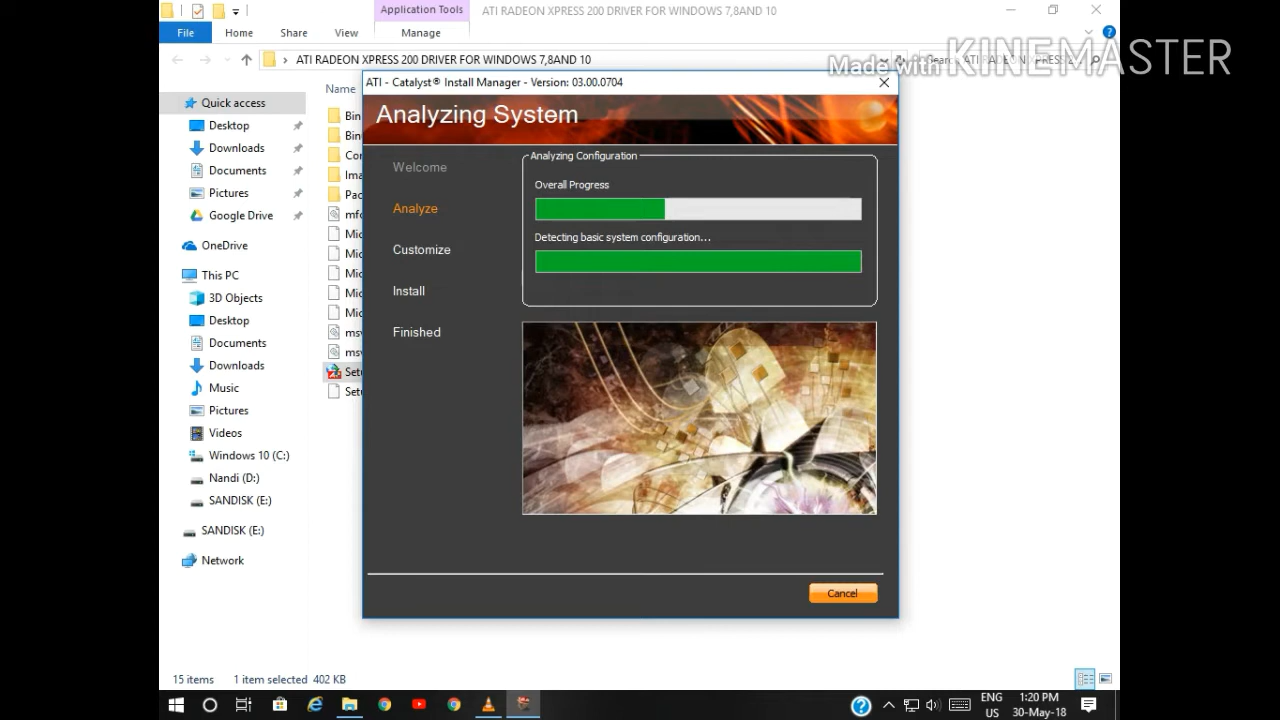 Application Tools
ATI RADEON XPRESS 200 DRIVER FOR WINDOWS 7,8AND 10
File
Home
Share
View
Manage
ATI RADEON XPRESS 200 DRIVER FOR WINDOWS 7,8AND 10
Made with KINEMASTER
ATI - Catalyst® Install Manager - Version: 03.00.0704
Analyzing System
Quick access
Desktop
Downloads
Documents
Pictures
Google Drive
OneDrive
This PC
3D Objects
Desktop
Documents
Downloads
Music
Pictures
Videos
Windows 10 (C:)
Nandi (D:)
SANDISK (E:)
SANDISK (E:)
Network
Name
Bin
Bin
Welcome
Analyze
Customize
Install
Finished
Analyzing Configuration
Overall Progress
Detecting basic system configuration...
Cancel
15 items
1 item selected 402 KB
ENG
US
1:20 PM
30-May-18